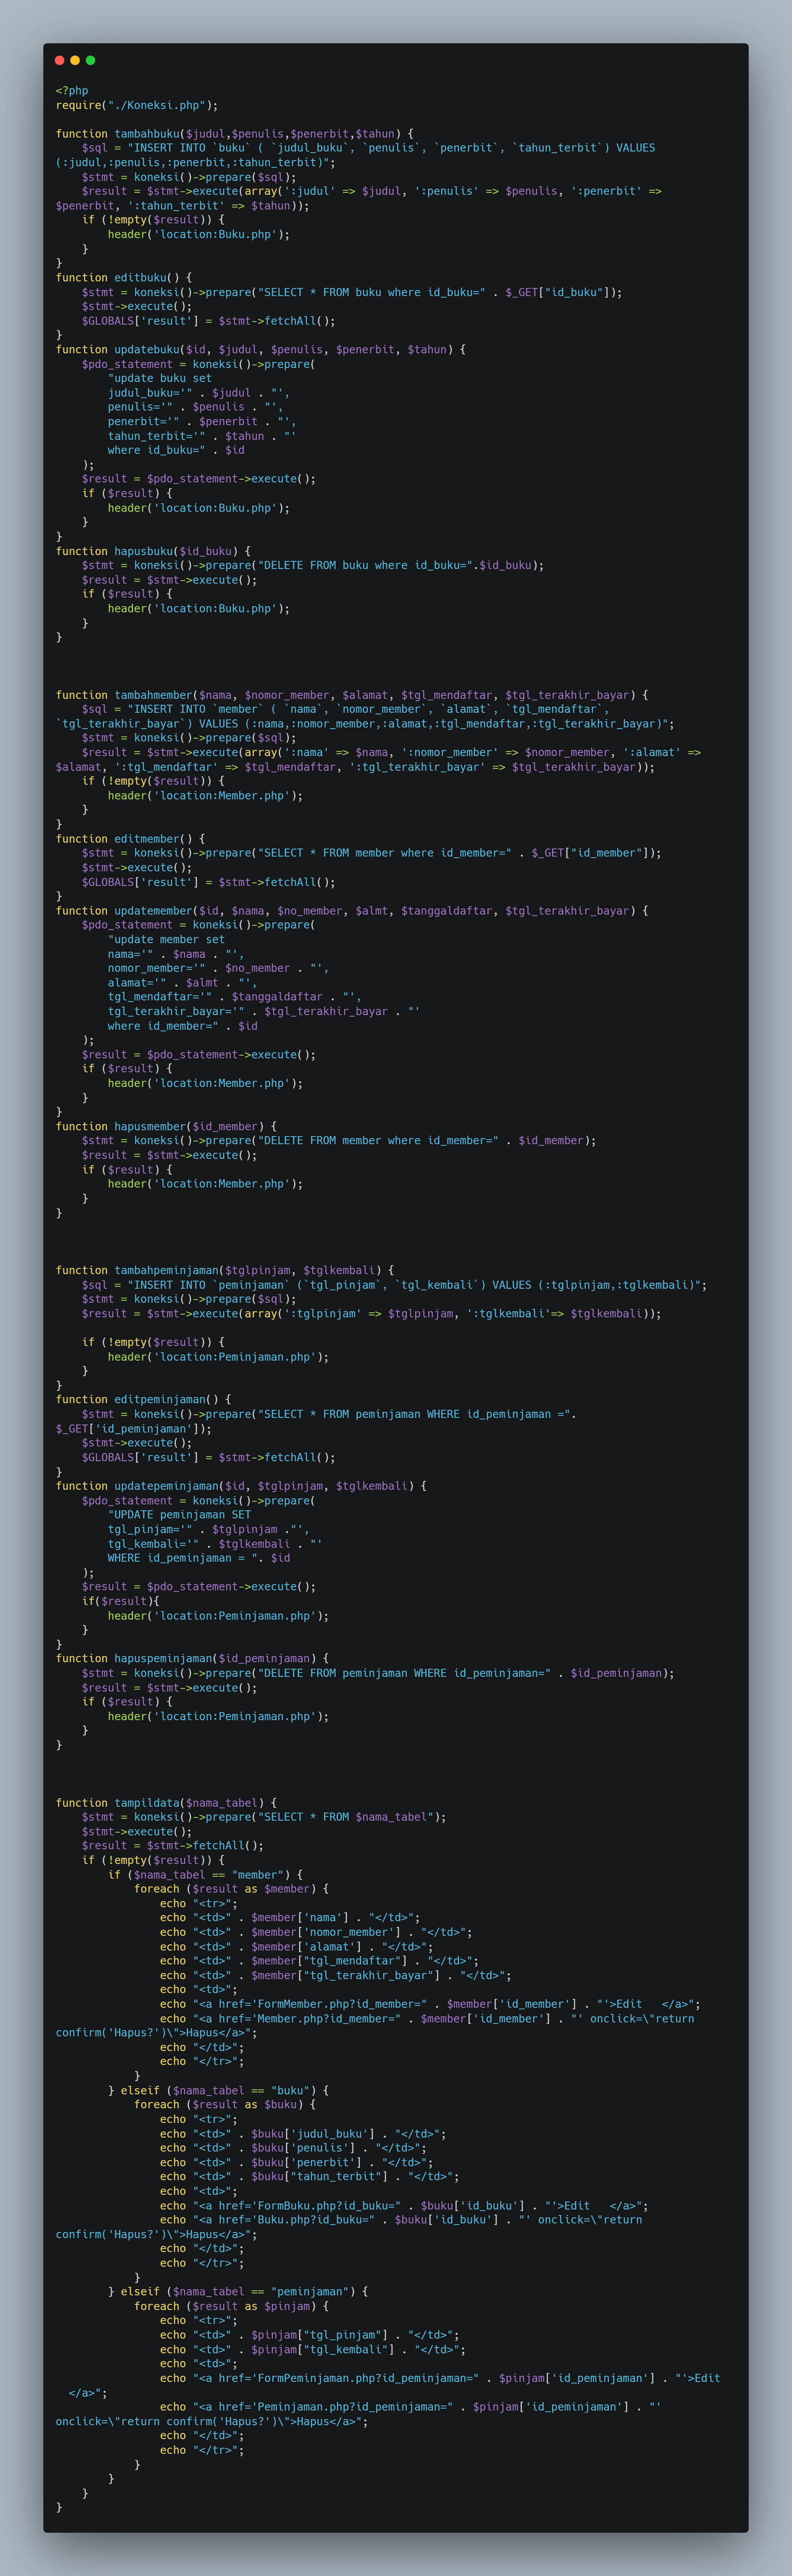 <?php
require("./Koneksi.php");

function tambahbuku($judul,$penulis,$penerbit,$tahun) {
    $sql = "INSERT INTO `buku` ( `judul_buku`, `penulis`, `penerbit`, `tahun_terbit`) VALUES
(:judul,:penulis,:penerbit,:tahun_terbit)";
    $stmt = koneksi()->prepare($sql);
    $result = $stmt->execute(array(':judul' => $judul, ':penulis' => $penulis, ':penerbit' =>
$penerbit, ':tahun_terbit' => $tahun));
    if (!empty($result)) {
        header('location:Buku.php');
    }
}
function editbuku() {
    $stmt = koneksi()->prepare("SELECT * FROM buku where id_buku=" . $_GET["id_buku"]);
    $stmt->execute();
    $GLOBALS['result'] = $stmt->fetchAll();
}
function updatebuku($id, $judul, $penulis, $penerbit, $tahun) {
    $pdo_statement = koneksi()->prepare(
        "update buku set
        judul_buku='" . $judul . "',
        penulis='" . $penulis . "',
        penerbit='" . $penerbit . "',
        tahun_terbit='" . $tahun . "'
        where id_buku=" . $id
    );
    $result = $pdo_statement->execute();
    if ($result) {
        header('location:Buku.php');
    }
}
function hapusbuku($id_buku) {
    $stmt = koneksi()->prepare("DELETE FROM buku where id_buku=".$id_buku);
    $result = $stmt->execute();
    if ($result) {
        header('location:Buku.php');
    }
}

function tambahmember($nama, $nomor_member, $alamat, $tgl_mendaftar, $tgl_terakhir_bayar) {
    $sql = "INSERT INTO `member` ( `nama`, `nomor_member`, `alamat`, `tgl_mendaftar`,
`tgl_terakhir_bayar`) VALUES (:nama,:nomor_member,:alamat,:tgl_mendaftar,:tgl_terakhir_bayar)";
    $stmt = koneksi()->prepare($sql);
    $result = $stmt->execute(array(':nama' => $nama, ':nomor_member' => $nomor_member, ':alamat' =>
$alamat, ':tgl_mendaftar' => $tgl_mendaftar, ':tgl_terakhir_bayar' => $tgl_terakhir_bayar));
    if (!empty($result)) {
        header('location:Member.php');
    }
}
function editmember() {
    $stmt = koneksi()->prepare("SELECT * FROM member where id_member=" . $_GET["id_member"]);
    $stmt->execute();
    $GLOBALS['result'] = $stmt->fetchAll();
}
function updatemember($id, $nama, $no_member, $almt, $tanggaldaftar, $tgl_terakhir_bayar) {
    $pdo_statement = koneksi()->prepare(
        "update member set
        nama='" . $nama . "',
        nomor_member='" . $no_member . "',
        alamat='" . $almt . "',
        tgl_mendaftar='" . $tanggaldaftar . "',
        tgl_terakhir_bayar='" . $tgl_terakhir_bayar . "'
        where id_member=" . $id
    );
    $result = $pdo_statement->execute();
    if ($result) {
        header('location:Member.php');
    }
}
function hapusmember($id_member) {
    $stmt = koneksi()->prepare("DELETE FROM member where id_member=" . $id_member);
    $result = $stmt->execute();
    if ($result) {
        header('location:Member.php');
    }
}

function tambahpeminjaman($tglpinjam, $tglkembali) {
    $sql = "INSERT INTO `peminjaman` (`tgl_pinjam`, `tgl_kembali`) VALUES (:tglpinjam,:tglkembali)";
    $stmt = koneksi()->prepare($sql);
    $result = $stmt->execute(array(':tglpinjam' => $tglpinjam, ':tglkembali'=> $tglkembali));

    if (!empty($result)) {
        header('location:Peminjaman.php');
    }
}
function editpeminjaman() {
    $stmt = koneksi()->prepare("SELECT * FROM peminjaman WHERE id_peminjaman =".
$_GET['id_peminjaman']);
    $stmt->execute();
    $GLOBALS['result'] = $stmt->fetchAll();
}
function updatepeminjaman($id, $tglpinjam, $tglkembali) {
    $pdo_statement = koneksi()->prepare(
        "UPDATE peminjaman SET
        tgl_pinjam='" . $tglpinjam ."',
        tgl_kembali='" . $tglkembali . "'
        WHERE id_peminjaman = ". $id
    );
    $result = $pdo_statement->execute();
    if($result){
        header('location:Peminjaman.php');
    }
}
function hapuspeminjaman($id_peminjaman) {
    $stmt = koneksi()->prepare("DELETE FROM peminjaman WHERE id_peminjaman=" . $id_peminjaman);
    $result = $stmt->execute();
    if ($result) {
        header('location:Peminjaman.php');
    }
}

function tampildata($nama_tabel) {
    $stmt = koneksi()->prepare("SELECT * FROM $nama_tabel");
    $stmt->execute();
    $result = $stmt->fetchAll();
    if (!empty($result)) {
        if ($nama_tabel == "member") {
            foreach ($result as $member) {
                echo "<tr>";
                echo "<td>" . $member['nama'] . "</td>";
                echo "<td>" . $member['nomor_member'] . "</td>";
                echo "<td>" . $member['alamat'] . "</td>";
                echo "<td>" . $member["tgl_mendaftar"] . "</td>";
                echo "<td>" . $member["tgl_terakhir_bayar"] . "</td>";
                echo "<td>";
                echo "<a href='FormMember.php?id_member=" . $member['id_member'] . "'>Edit   </a>";
                echo "<a href='Member.php?id_member=" . $member['id_member'] . "' onclick=\"return
confirm('Hapus?')\">Hapus</a>";
                echo "</td>";
                echo "</tr>";
            }
        } elseif ($nama_tabel == "buku") {
            foreach ($result as $buku) {
                echo "<tr>";
                echo "<td>" . $buku['judul_buku'] . "</td>";
                echo "<td>" . $buku['penulis'] . "</td>";
                echo "<td>" . $buku['penerbit'] . "</td>";
                echo "<td>" . $buku["tahun_terbit"] . "</td>";
                echo "<td>";
                echo "<a href='FormBuku.php?id_buku=" . $buku['id_buku'] . "'>Edit   </a>";
                echo "<a href='Buku.php?id_buku=" . $buku['id_buku'] . "' onclick=\"return
confirm('Hapus?')\">Hapus</a>";
                echo "</td>";
                echo "</tr>";
            }
        } elseif ($nama_tabel == "peminjaman") {
            foreach ($result as $pinjam) {
                echo "<tr>";
                echo "<td>" . $pinjam["tgl_pinjam"] . "</td>";
                echo "<td>" . $pinjam["tgl_kembali"] . "</td>";
                echo "<td>";
                echo "<a href='FormPeminjaman.php?id_peminjaman=" . $pinjam['id_peminjaman'] . "'>Edit
  </a>";
                echo "<a href='Peminjaman.php?id_peminjaman=" . $pinjam['id_peminjaman'] . "'
onclick=\"return confirm('Hapus?')\">Hapus</a>";
                echo "</td>";
                echo "</tr>";
            }
        }
    }
}